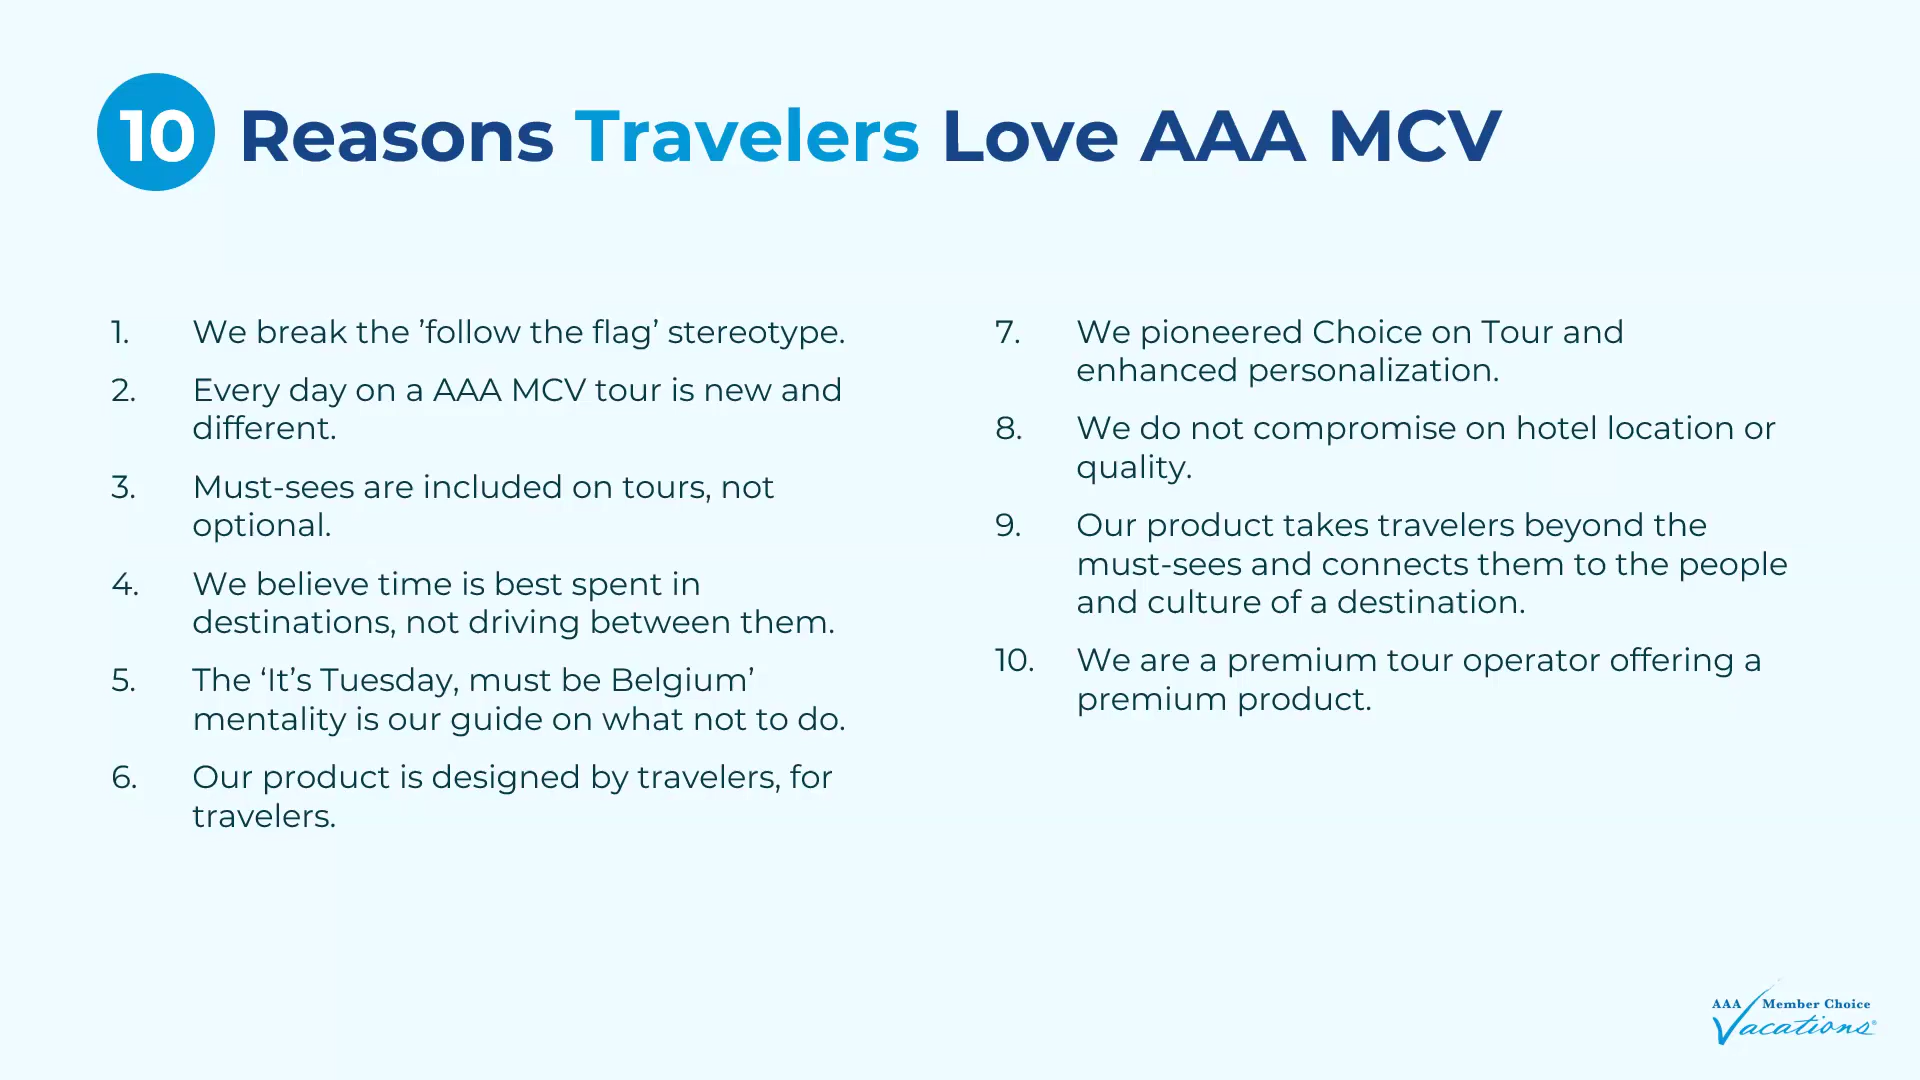 10 Reasons Travelers Love AAA MCV
1. We break the ’follow the flag’ stereotype.
2. Every day on a AAA MCV tour is new and
different.
3. Must-sees are included on tours, not
optional.
4. We believe time is best spent in
destinations, not driving between them.
5. The ‘It’s Tuesday, must be Belgium’
mentality is our guide on what not to do.
6. Our product is designed by travelers, for
travelers.
7. We pioneered Choice on Tour and
enhanced personalization.
8. We do not compromise on hotel location or
quality.
9. Our product takes travelers beyond the
must-sees and connects them to the people
and culture of a destination.
10. We are a premium tour operator offering a
premium product.
AAA Member Choice
Vacations®